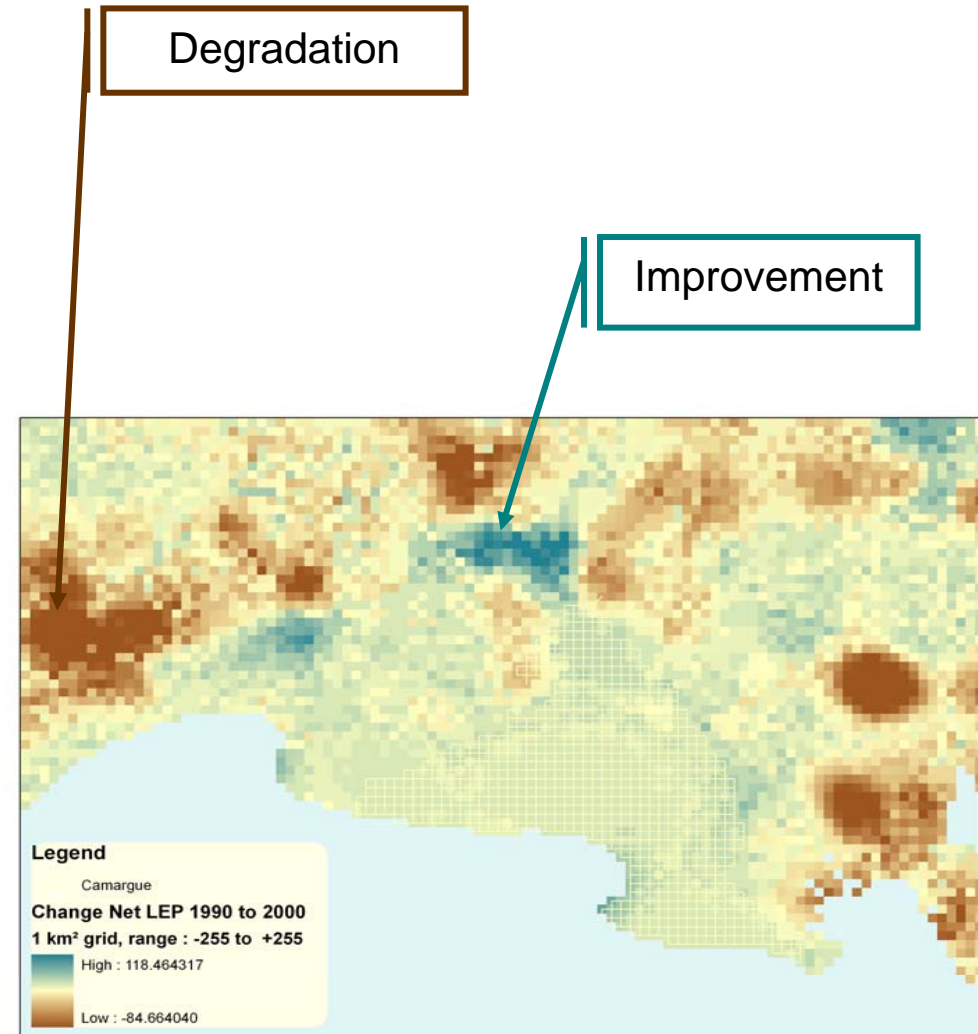 Degradation
Improvement
Legend
Camargue
Change Net LEP 1990 to 2000
1 km² grid, range : -255 to +255
High : 118.464317
Low : -84.664040